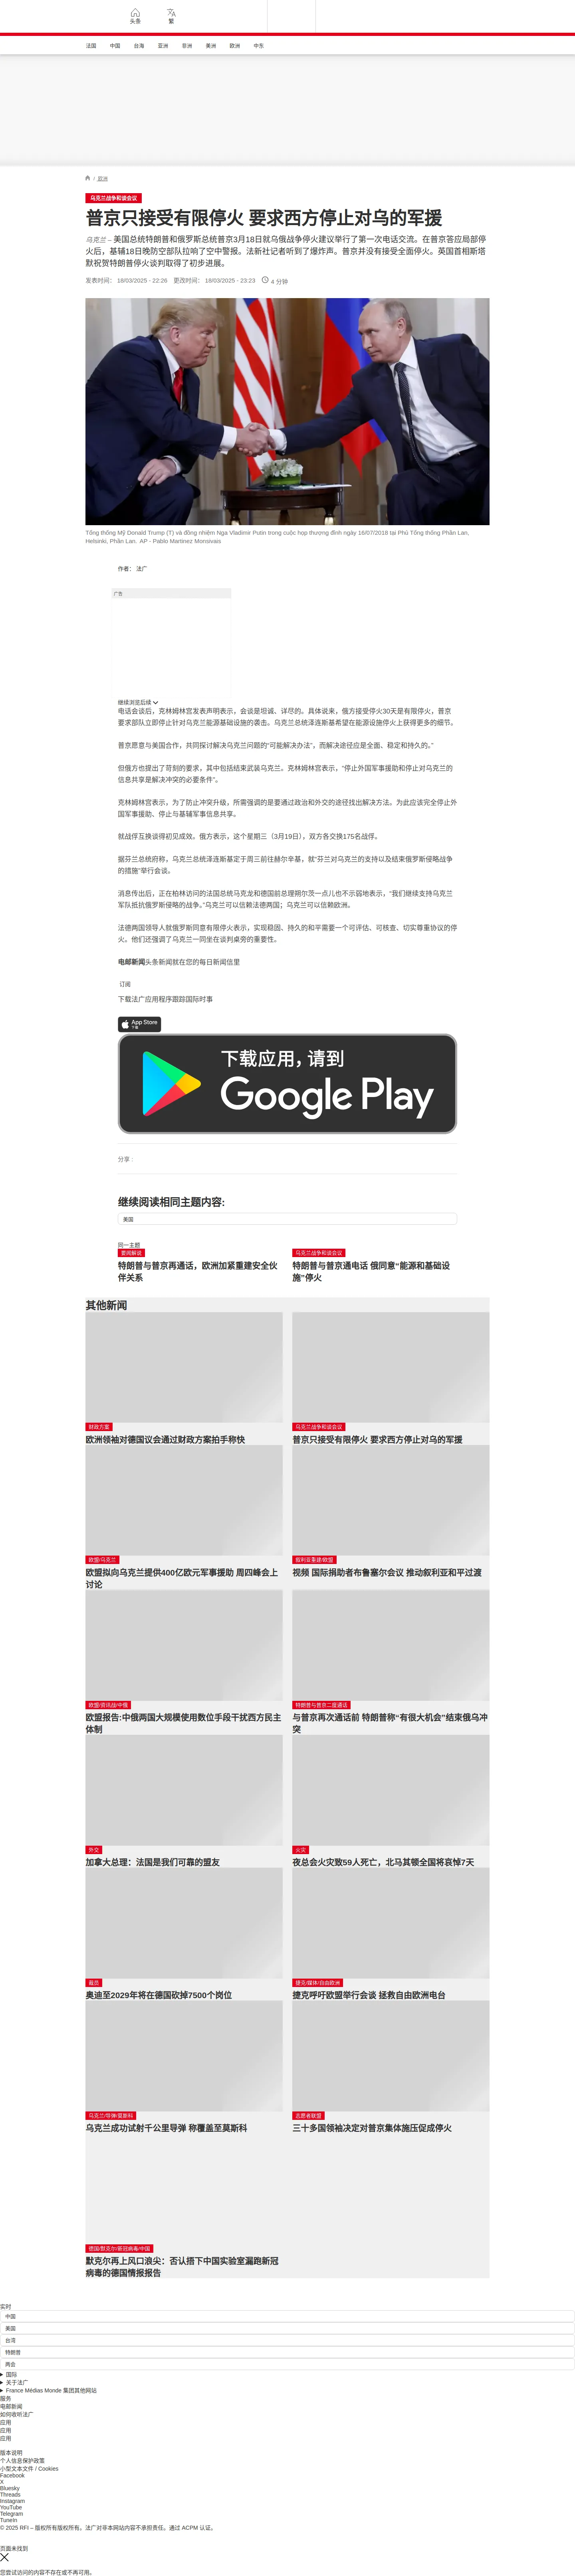 头条
繁
法国 中国 台海 亚洲 非洲 美洲 欧洲 中东
/ 欧洲
乌克兰战争和谈会议
普京只接受有限停火 要求西方停止对乌的军援
乌克兰 – 美国总统特朗普和俄罗斯总统普京3月18日就乌俄战争停火建议举行了第一次电话交流。在普京答应局部停
火后，基辅18日晚防空部队拉响了空中警报。法新社记者听到了爆炸声。普京并没有接受全面停火。英国首相斯塔
默祝贺特朗普停火谈判取得了初步进展。
发表时间： 18/03/2025 - 22:26 更改时间： 18/03/2025 - 23:23 4 分钟
Tổng thống Mỹ Donald Trump (T) và đồng nhiệm Nga Vladimir Putin trong cuộc họp thượng đỉnh ngày 16/07/2018 tại Phủ Tổng thống Phần Lan,
Helsinki, Phần Lan. AP - Pablo Martinez Monsivais
作者： 法广
广告
继续浏览后续
电话会谈后，克林姆林宫发表声明表示，会谈是坦诚、详尽的。具体说来，俄方接受停火30天是有限停火，普京
要求部队立即停止针对乌克兰能源基础设施的袭击。乌克兰总统泽连斯基希望在能源设施停火上获得更多的细节。
普京愿意与美国合作，共同探讨解决乌克兰问题的“可能解决办法”，而解决途径应是全面、稳定和持久的。”
但俄方也提出了苛刻的要求，其中包括结束武装乌克兰。克林姆林宫表示，“停止外国军事援助和停止对乌克兰的
信息共享是解决冲突的必要条件”。
克林姆林宫表示，为了防止冲突升级，所需强调的是要通过政治和外交的途径找出解决方法。为此应该完全停止外
国军事援助、停止与基辅军事信息共享。
就战俘互换谈得初见成效。俄方表示，这个星期三（3月19日），双方各交换175名战俘。
据芬兰总统府称，乌克兰总统泽连斯基定于周三前往赫尔辛基，就“芬兰对乌克兰的支持以及结束俄罗斯侵略战争
的措施”举行会谈。
消息传出后，正在柏林访问的法国总统马克龙和德国前总理朔尔茨一点儿也不示弱地表示，“我们继续支持乌克兰
军队抵抗俄罗斯侵略的战争。”乌克兰可以信赖法德两国；乌克兰可以信赖欧洲。
法德两国领导人就俄罗斯同意有限停火表示，实现稳固、持久的和平需要一个可评估、可核查、切实尊重协议的停
火。他们还强调了乌克兰一同坐在谈判桌旁的重要性。
电邮新闻头条新闻就在您的每日新闻信里
订阅
下载法广应用程序跟踪国际时事
App Store
下载
下载应用，请到
Google Play
分享 :
继续阅读相同主题内容:
美国
同一主题
要闻解说
特朗普与普京再通话，欧洲加紧重建安全伙
伴关系
乌克兰战争和谈会议
特朗普与普京通电话 俄同意“能源和基础设
施”停火
其他新闻
财政方案
欧洲领袖对德国议会通过财政方案拍手称快
乌克兰战争和谈会议
普京只接受有限停火 要求西方停止对乌的军援
欧盟/乌克兰
欧盟拟向乌克兰提供400亿欧元军事援助 周四峰会上
讨论
叙利亚重建/欧盟
视频 国际捐助者布鲁塞尔会议 推动叙利亚和平过渡
欧盟/资讯战/中俄
欧盟报告:中俄两国大规模使用数位手段干扰西方民主
体制
特朗普与普京二度通话
与普京再次通话前 特朗普称“有很大机会”结束俄乌冲
突
外交
加拿大总理：法国是我们可靠的盟友
火灾
夜总会火灾致59人死亡，北马其顿全国将哀悼7天
裁员
奥迪至2029年将在德国砍掉7500个岗位
捷克/媒体/自由欧洲
捷克呼吁欧盟举行会谈 拯救自由欧洲电台
乌克兰/导弹/莫斯科
乌克兰成功试射千公里导弹 称覆盖至莫斯科
志愿者联盟
三十多国领袖决定对普京集体施压促成停火
德国/默克尔/新冠病毒/中国
默克尔再上风口浪尖：否认捂下中国实验室漏跑新冠
病毒的德国情报报告
实时
中国
美国
台湾
特朗普
商会
国际
关于法广
France Médias Monde 集团其他网站
服务
电邮新闻
如何收听法广
应用
应用
应用
版本说明
个人信息保护政策
小型文本文件 / Cookies
Facebook
X
Bluesky
Threads
Instagram
YouTube
Telegram
TuneIn
© 2025 RFI – 版权所有版权所有。法广对非本网站内容不承担责任。通过 ACPM 认证。
页面未找到
您尝试访问的内容不存在或不再可用。